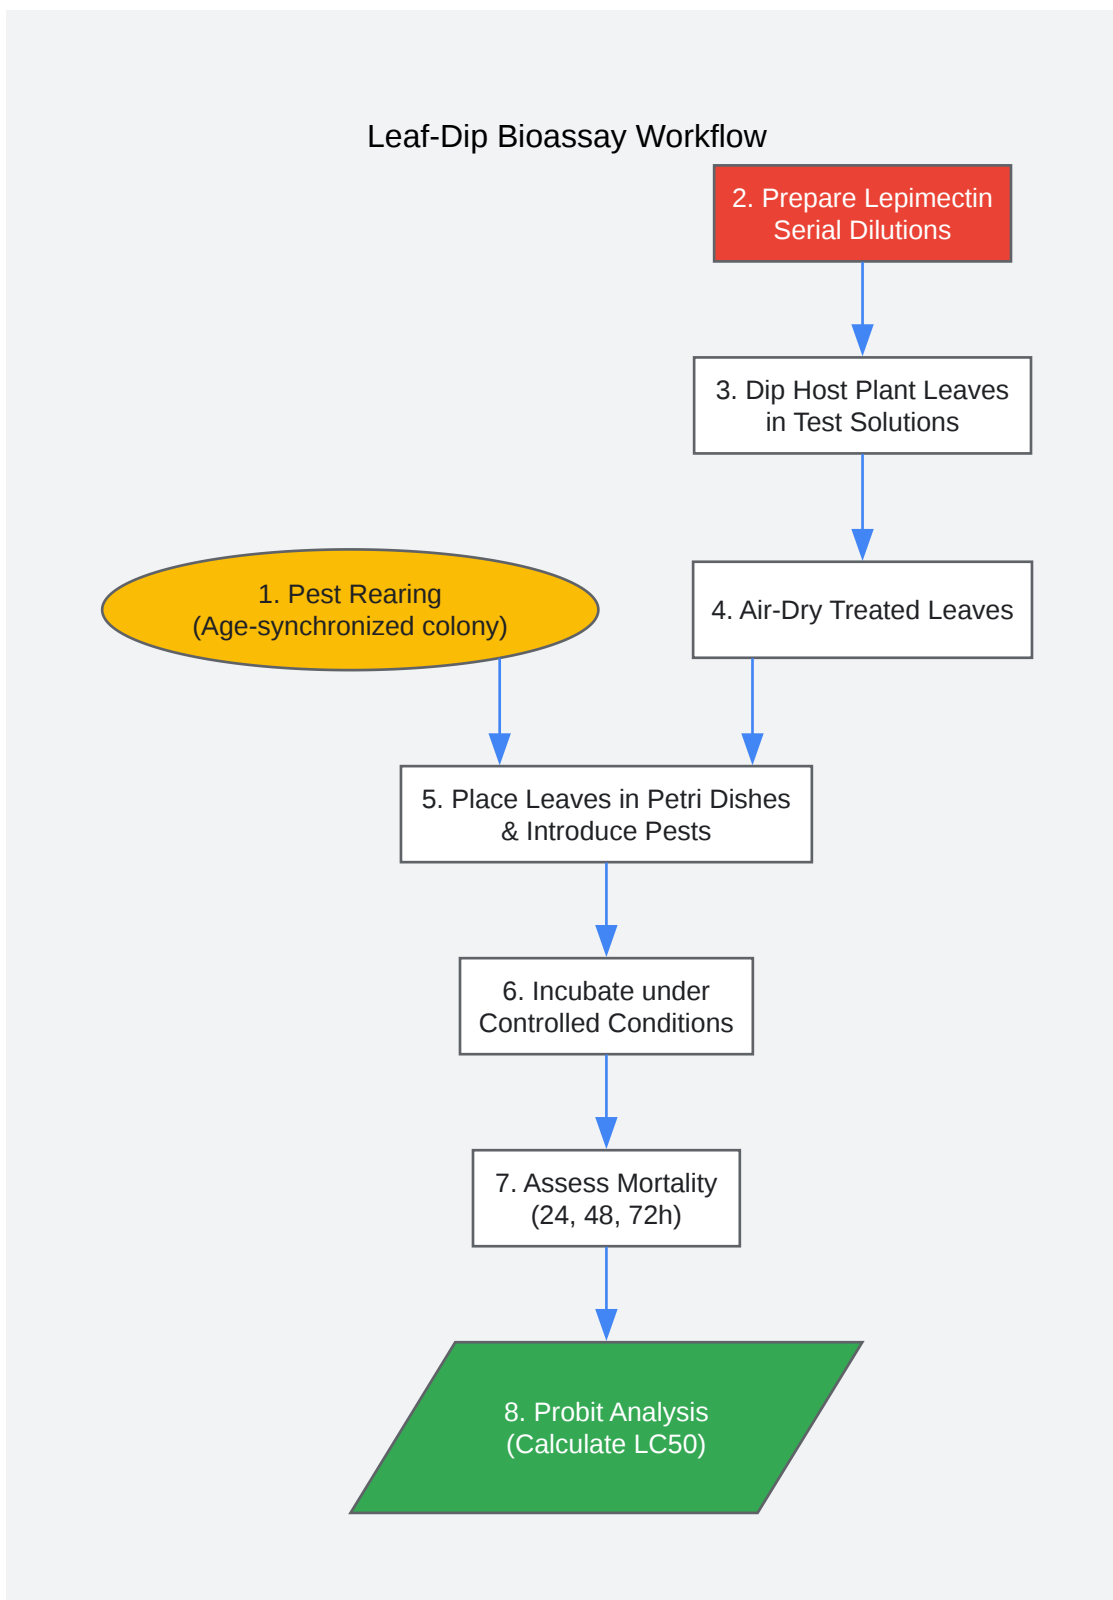 Leaf-Dip Bioassay Workflow
2. Prepare Lepimectin
Serial Dilutions
3. Dip Host Plant Leaves
in Test Solutions
1. Pest Rearing
(Age-synchronized colony)
4. Air-Dry Treated Leaves
5. Place Leaves in Petri Dishes
& Introduce Pests
6. Incubate under
Controlled Conditions
7. Assess Mortality
(24, 48, 72h)
8. Probit Analysis
(Calculate LC50)